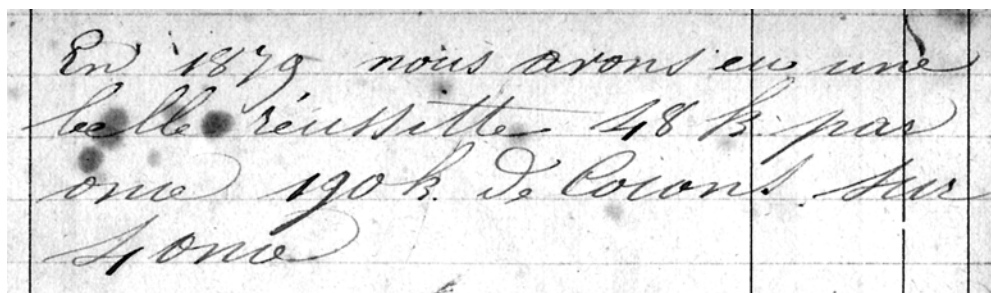 En 1879 nous avons eu une
belle réussitte 48 k par
once 190 k. de Cocons sur
4 once